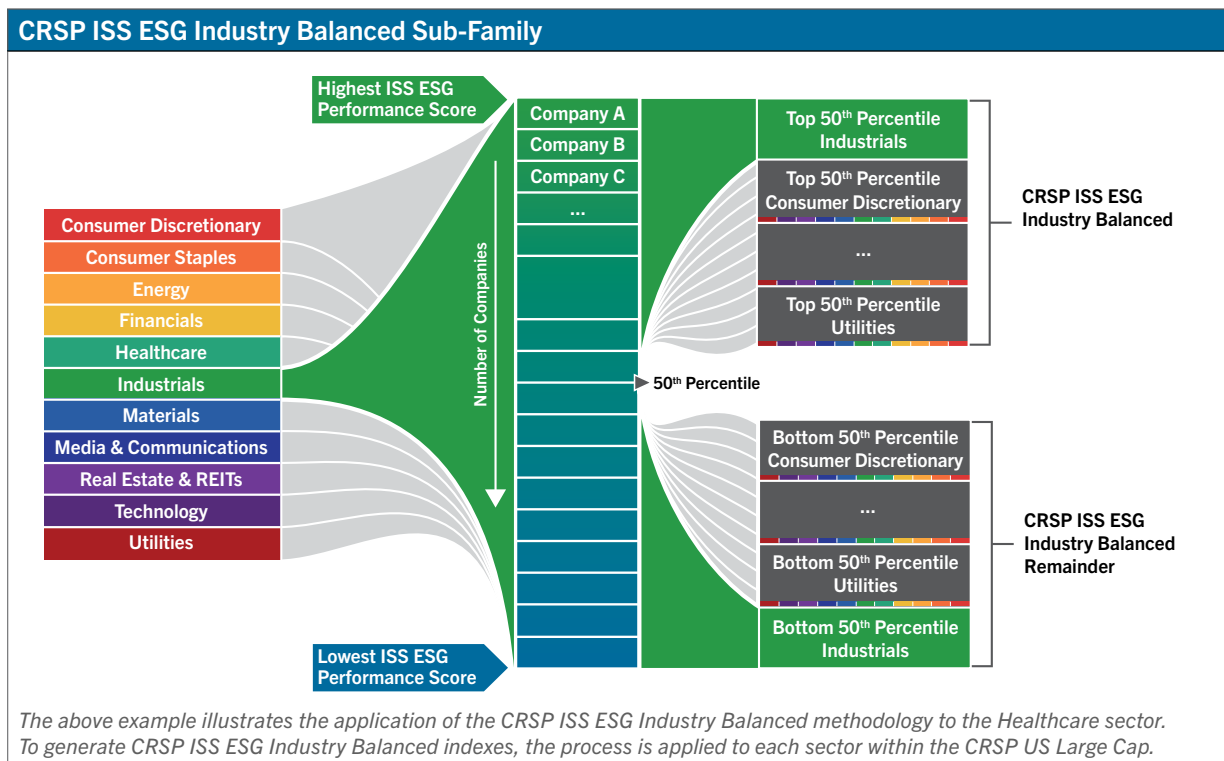 CRSP ISS ESG Industry Balanced Sub-Family
Highest ISS ESG
Performance Score
Consumer Discretionary
Consumer Staples
Energy
Financials
Healthcare
Industrials
Materials
Media & Communications
Real Estate & REITs
Technology
Utilities
Lowest ISS ESG
Performance Score
Number of Companies
Company A
Company B
Company C
...
50th Percentile
Top 50th Percentile
Industrials
Top 50th Percentile
Consumer Discretionary
...
Top 50th Percentile
Utilities
CRSP ISS ESG
Industry Balanced
Bottom 50th Percentile
Consumer Discretionary
...
Bottom 50th Percentile
Utilities
Bottom 50th Percentile
Industrials
CRSP ISS ESG
Industry Balanced
Remainder
The above example illustrates the application of the CRSP ISS ESG Industry Balanced methodology to the Healthcare sector.
To generate CRSP ISS ESG Industry Balanced indexes, the process is applied to each sector within the CRSP US Large Cap.